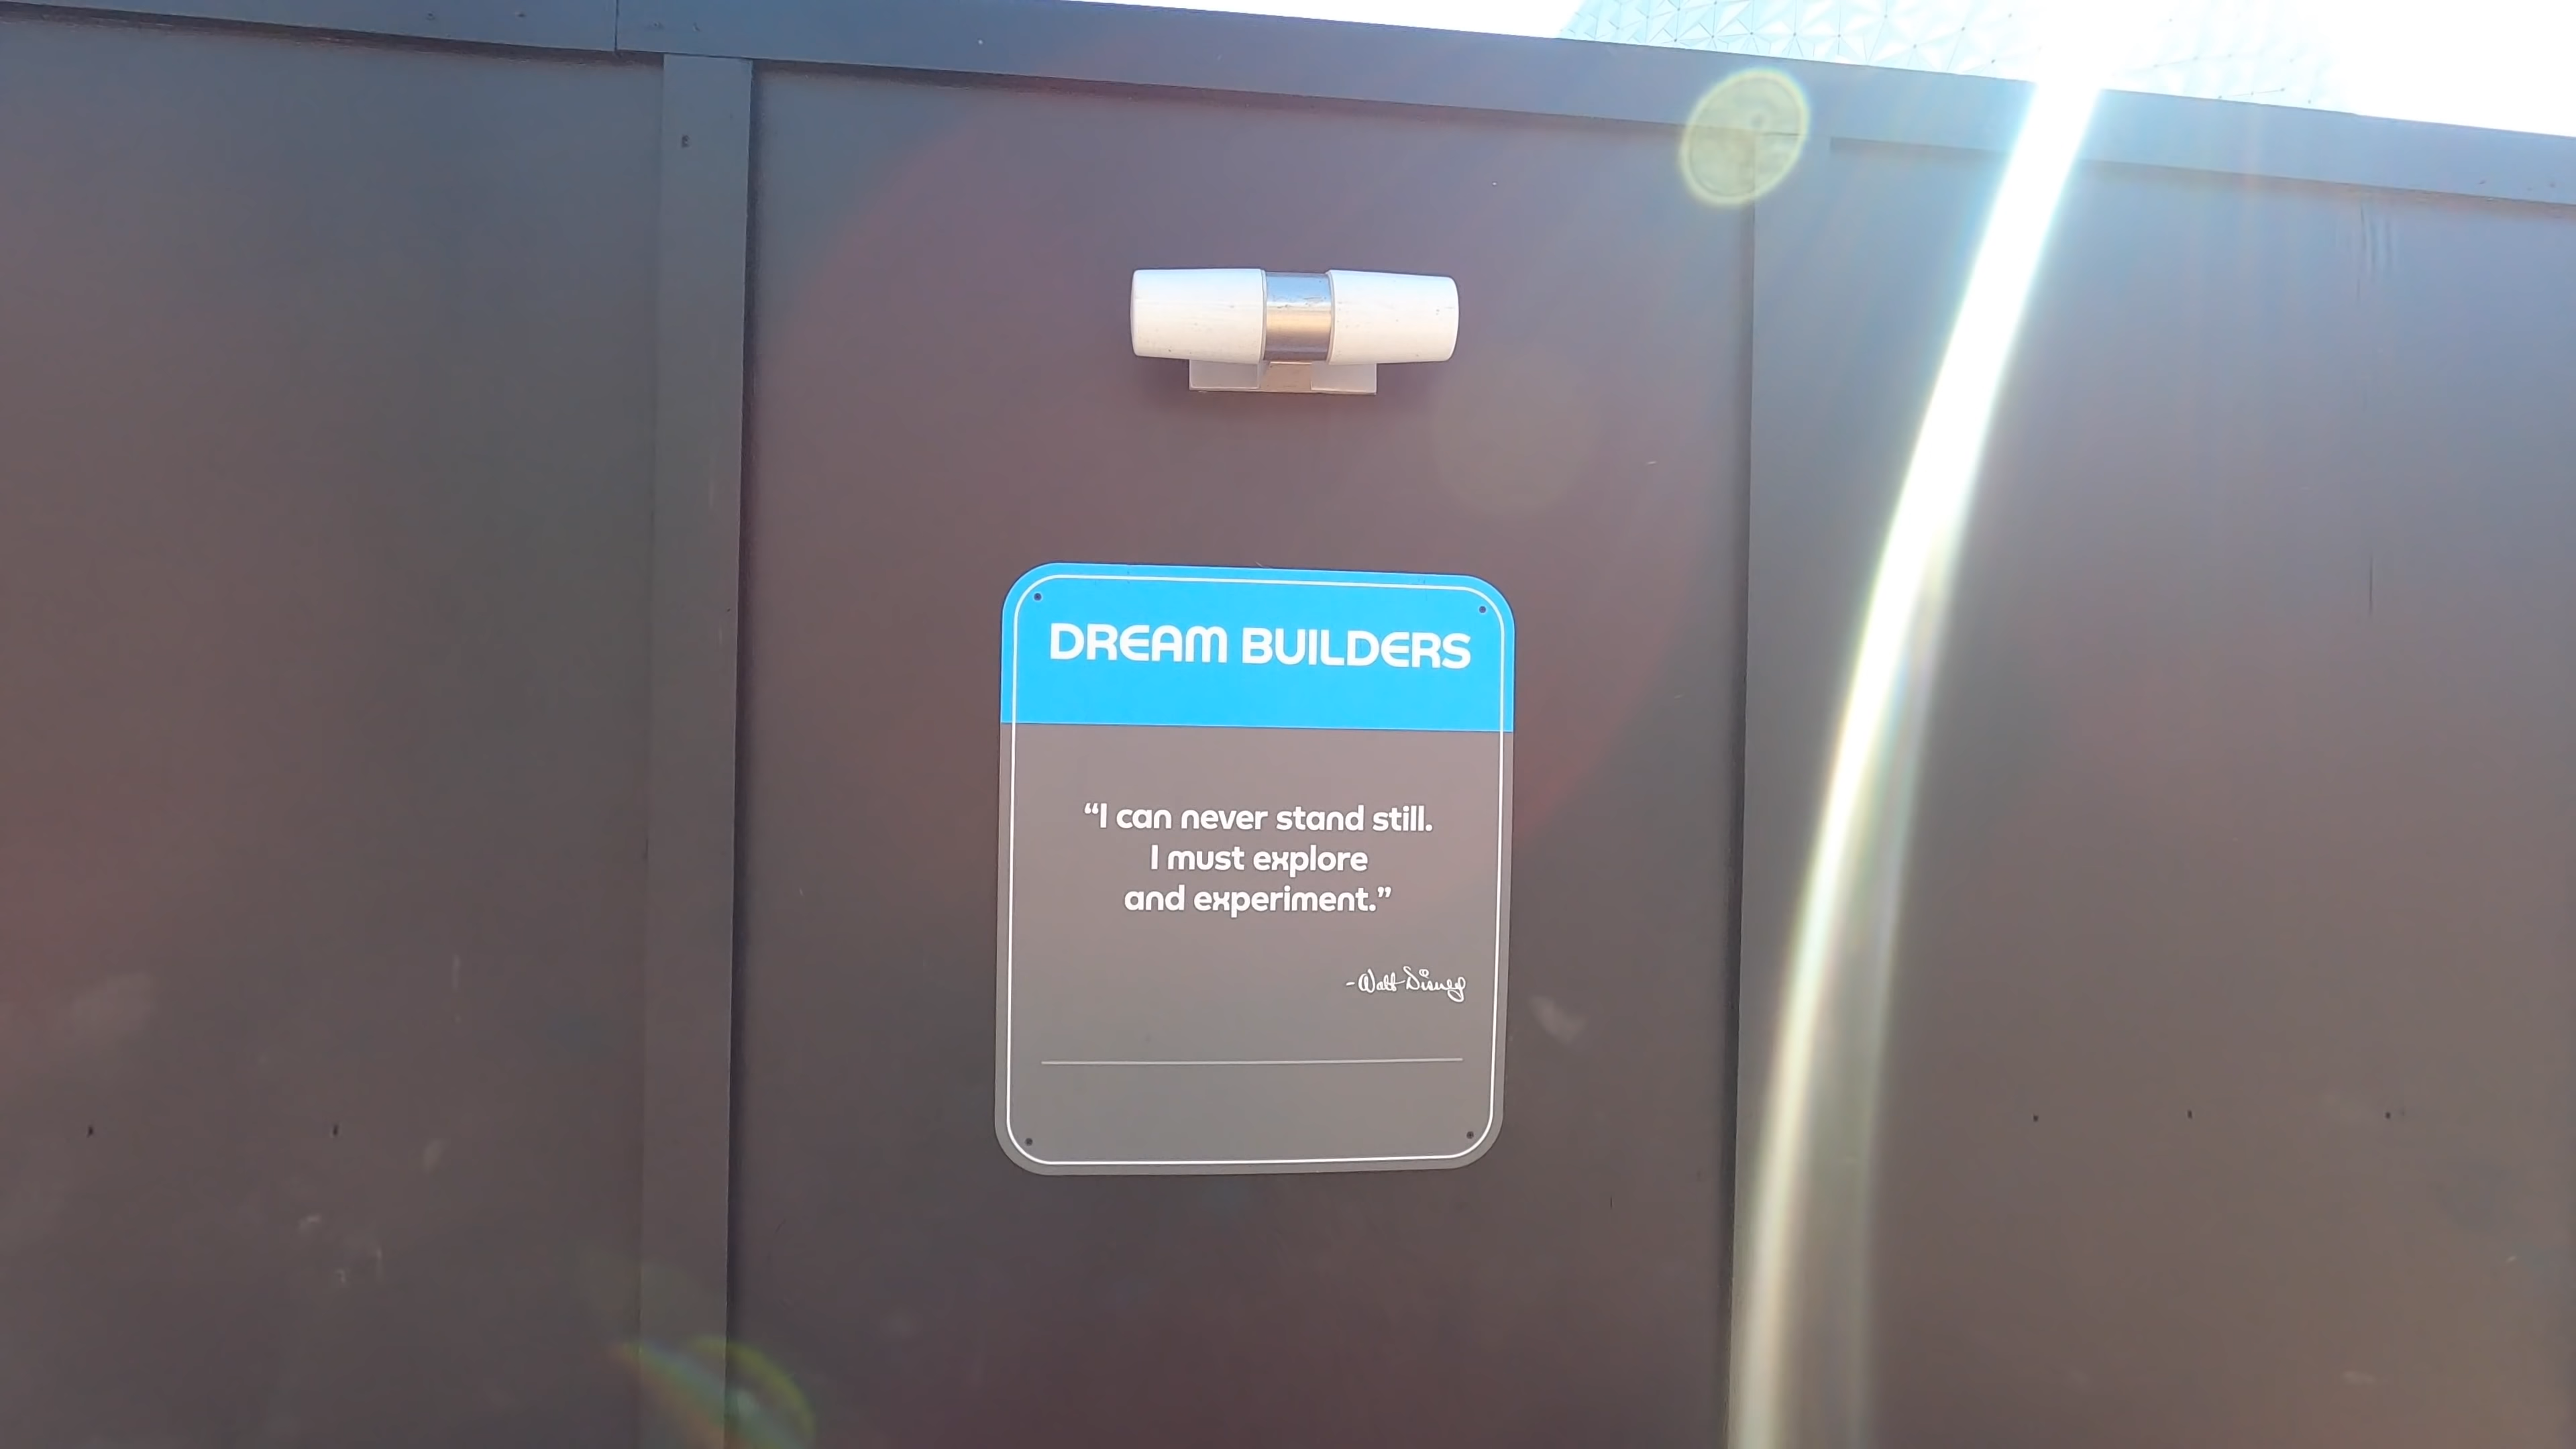 DREAM BUILDERS
“I can never stand still.
I must explore
and experiment.”
-Walt Disney